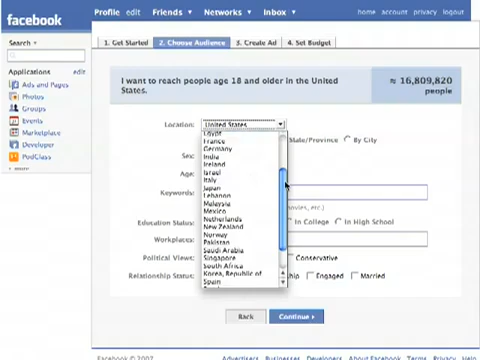 facebook
Profile edit Friends Networks Inbox home account privacy logout
Search
Applications edit
Ads and Pages
Photos
Groups
Events
Marketplace
Developer
PodClass
more
1. Get Started 2. Choose Audience 3. Create Ad 4. Set Budget
I want to reach people age 18 and older in the United States.
≈ 16,809,820
people
Location: United States
State/Province By City
Sex:
Age:
Keywords:
Education Status: In College In High School
Workplaces:
Political Views: Conservative
Relationship Status: Engaged Married
Egypt
France
Germany
India
Ireland
Israel
Italy
Japan
Lebanon
Malaysia
Mexico
Netherlands
New Zealand
Norway
Pakistan
Saudi Arabia
Singapore
South Africa
Korea, Republic of
Spain
Back Continue
Facebook © 2007 Advertisers Businesses Developers About Facebook Terms Privacy Help